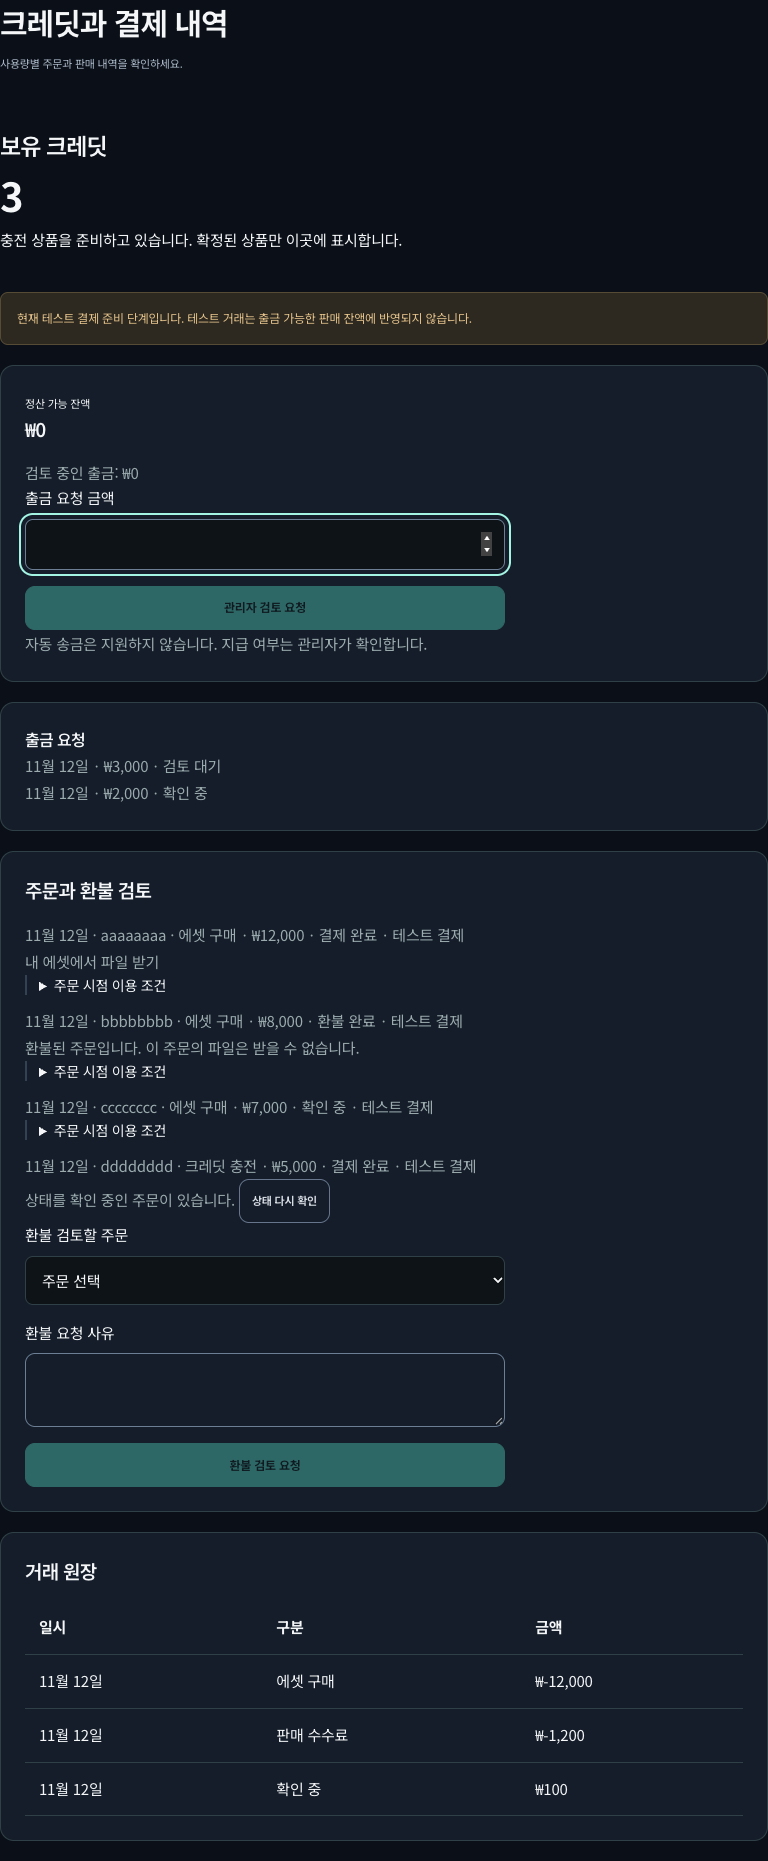 크레딧과 결제 내역
사용량별 주문과 판매 내역을 확인하세요.
보유 크레딧
3
충전 상품을 준비하고 있습니다. 확정된 상품만 이곳에 표시합니다.
현재 테스트 결제 준비 단계입니다. 테스트 거래는 출금 가능한 판매 잔액에 반영되지 않습니다.
정산 가능 잔액
₩0
검토 중인 출금: ₩0
출금 요청 금액
관리자 검토 요청
자동 송금은 지원하지 않습니다. 지급 여부는 관리자가 확인합니다.
출금 요청
11월 12일 · ₩3,000 · 검토 대기
11월 12일 · ₩2,000 · 확인 중
주문과 환불 검토
11월 12일 · aaaaaaaa · 에셋 구매 · ₩12,000 · 결제 완료 · 테스트 결제
내 에셋에서 파일 받기
▶ 주문 시점 이용 조건
11월 12일 · bbbbbbbb · 에셋 구매 · ₩8,000 · 환불 완료 · 테스트 결제
환불된 주문입니다. 이 주문의 파일은 받을 수 없습니다.
▶ 주문 시점 이용 조건
11월 12일 · cccccccc · 에셋 구매 · ₩7,000 · 확인 중 · 테스트 결제
▶ 주문 시점 이용 조건
11월 12일 · dddddddd · 크레딧 충전 · ₩5,000 · 결제 완료 · 테스트 결제
상태를 확인 중인 주문이 있습니다. 상태 다시 확인
환불 검토할 주문
주문 선택
환불 요청 사유
환불 검토 요청
거래 원장
일시 구분 금액
11월 12일 에셋 구매 ₩-12,000
11월 12일 판매 수수료 ₩-1,200
11월 12일 확인 중 ₩100